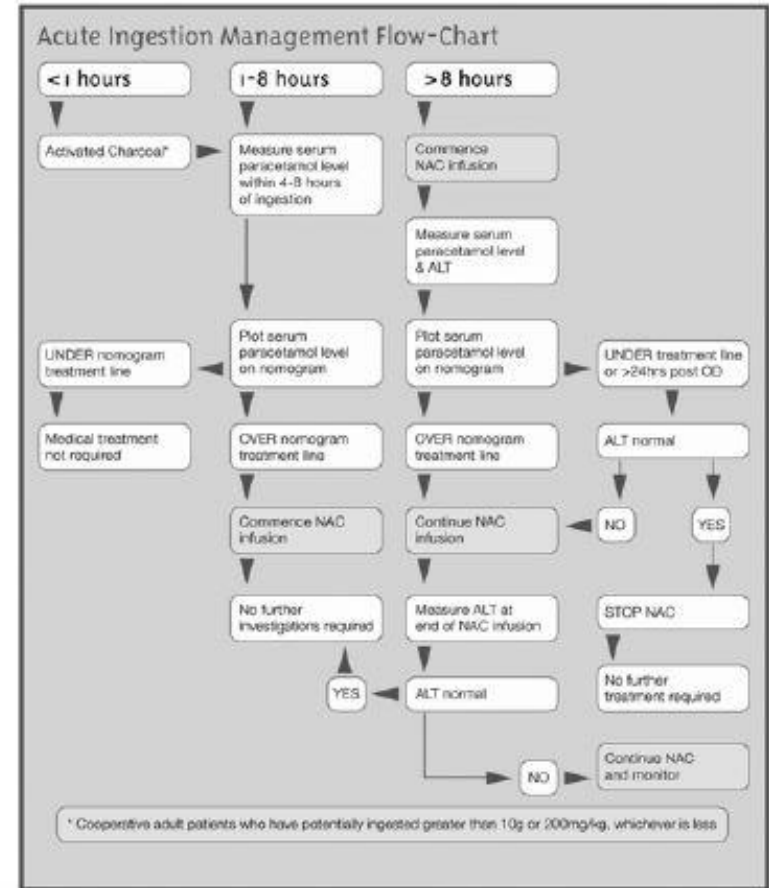 Acute Ingestion Management Flow-Chart
<1 hours
1-8 hours
>8 hours
Activated Charcoal*
Measure serum
paracetamol level
within 4-8 hours
of ingestion
Commence
NAC infusion
Measure serum
paracetamol level
& ALT
UNDER nomogram
treatment line
Plot serum
paracetamol level
on nomogram
Plot serum
paracetamol level
on nomogram
UNDER treatment line
or >24hrs post OD
Medical treatment
not required
OVER nomogram
treatment line
OVER nomogram
treatment line
ALT normal
Commence NAC
infusion
Continue NAC
infusion
NO
YES
No further
investigations required
Measure ALT at
end of NAC infusion
STOP NAC
YES
ALT normal
No further
treatment required
NO
Continue NAC
and monitor
* Cooperative adult patients who have potentially ingested greater than 10g or 200mg/kg, whichever is less